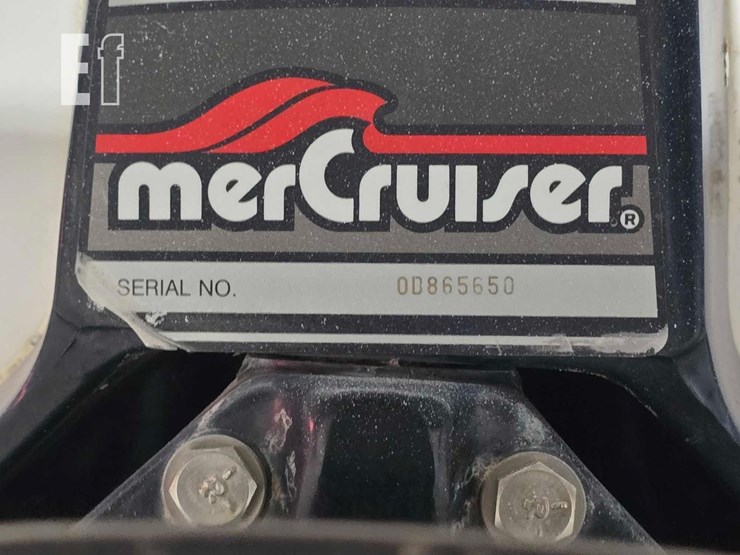 Ef
merCruiser®
SERIAL NO. 0D865650